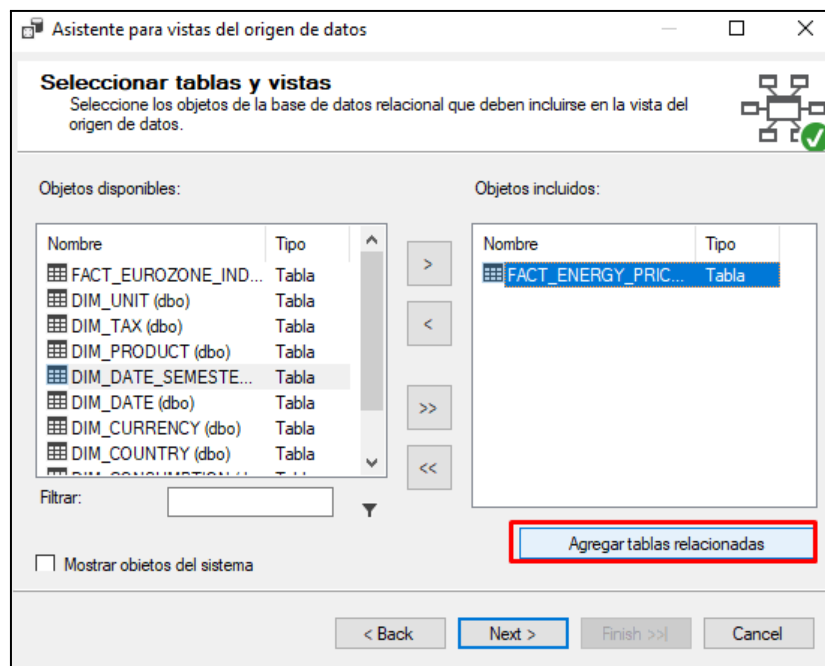 Asistente para vistas del origen de datos
Seleccionar tablas y vistas
Seleccione los objetos de la base de datos relacional que deben incluirse en la vista del
origen de datos.
Objetos disponibles:
Nombre Tipo
FACT_EUROZONE_IND... Tabla
DIM_UNIT (dbo) Tabla
DIM_TAX (dbo) Tabla
DIM_PRODUCT (dbo) Tabla
DIM_DATE_SEMESTE... Tabla
DIM_DATE (dbo) Tabla
DIM_CURRENCY (dbo) Tabla
DIM_COUNTRY (dbo) Tabla
Filtrar:
Mostrar objetos del sistema
>
<
>>
<<
Objetos incluidos:
Nombre Tipo
FACT_ENERGY_PRIC... Tabla
Agregar tablas relacionadas
< Back
Next >
Finish >>|
Cancel